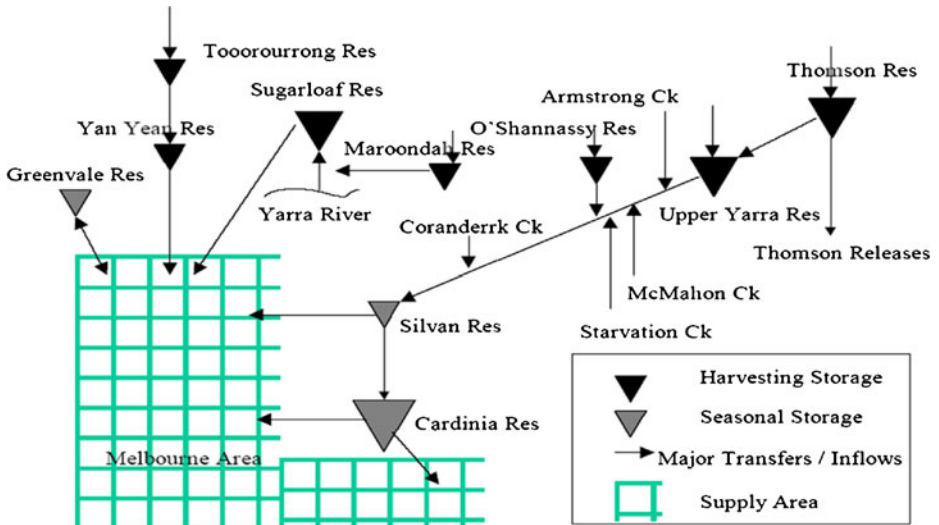 Tooorourrong Res
Thomson Res
Sugarloaf Res
Armstrong Ck
Yan Yean Res
O`Shannassy Res
Maroondah Res
Greenvale Res
Yarra River
Upper Yarra Res
Coranderrk Ck
Thomson Releases
McMahon Ck
Silvan Res
Starvation Ck
Harvesting Storage
Seasonal Storage
Cardinia Res
Major Transfers / Inflows
Melbourne Area
Supply Area